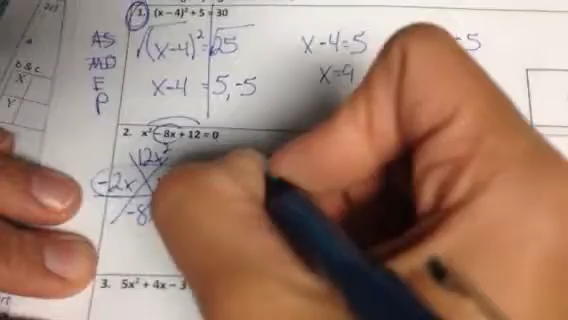 1. (x – 4)² + 5 = 30
AS
MD
E
P
√(x-4)² = √25
x-4 = 5, -5
x-4=5
x=9
=5
b & c
X
Y
2. x² – 8x + 12 = 0
12x²
-2x
-8
3. 5x² + 4x – 3